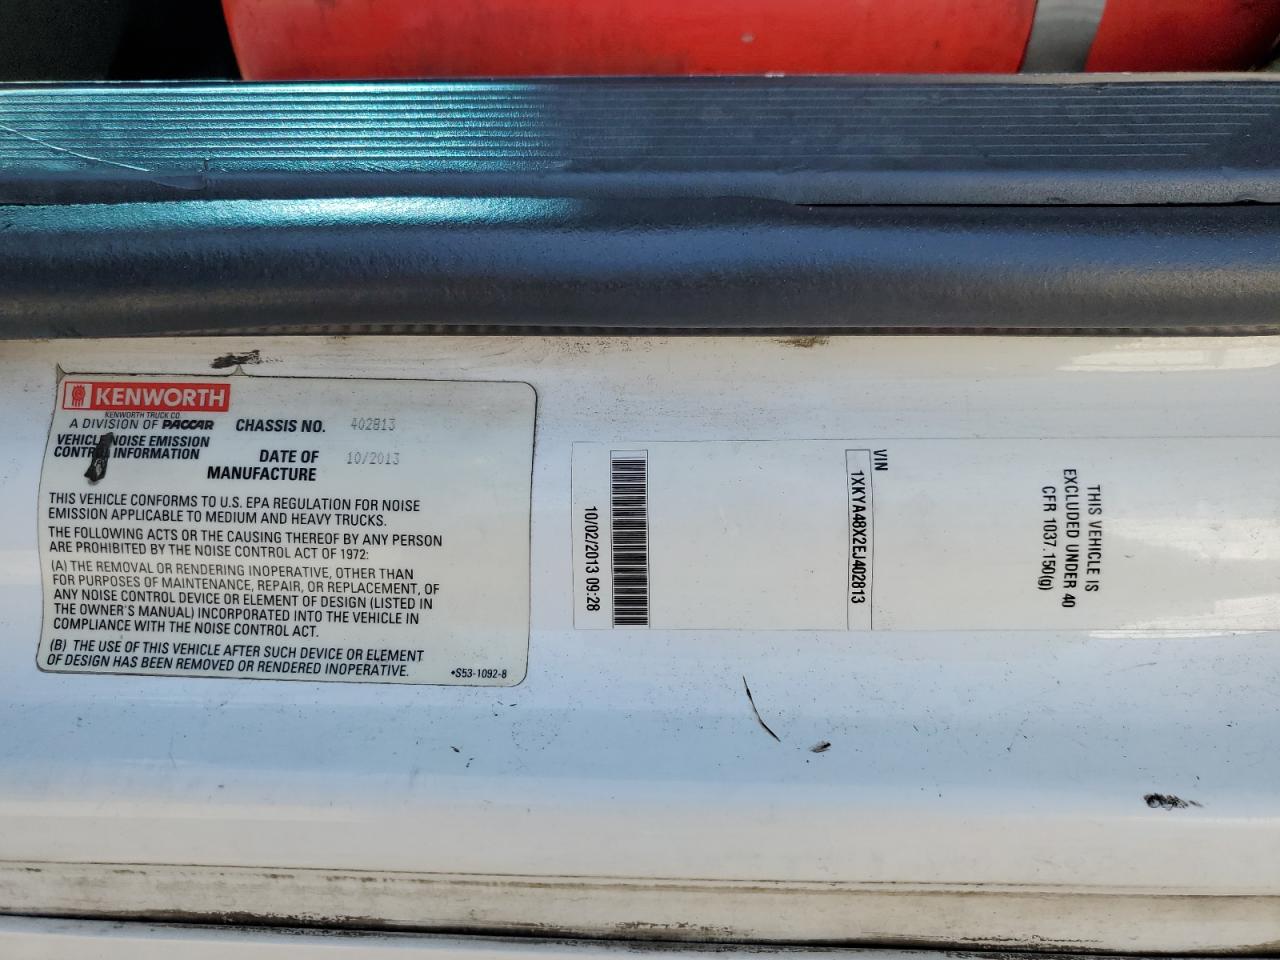 KENWORTH
KENWORTH TRUCK CO.
A DIVISION OF PACCAR
VEHICLE NOISE EMISSION
CONTROL INFORMATION
CHASSIS NO. 402813
DATE OF MANUFACTURE 10/2013
THIS VEHICLE CONFORMS TO U.S. EPA REGULATION FOR NOISE
EMISSION APPLICABLE TO MEDIUM AND HEAVY TRUCKS.
THE FOLLOWING ACTS OR THE CAUSING THEREOF BY ANY PERSON
ARE PROHIBITED BY THE NOISE CONTROL ACT OF 1972:
(A) THE REMOVAL OR RENDERING INOPERATIVE, OTHER THAN
FOR PURPOSES OF MAINTENANCE, REPAIR, OR REPLACEMENT, OF
ANY NOISE CONTROL DEVICE OR ELEMENT OF DESIGN (LISTED IN
THE OWNER'S MANUAL) INCORPORATED INTO THE VEHICLE IN
COMPLIANCE WITH THE NOISE CONTROL ACT.
(B) THE USE OF THIS VEHICLE AFTER SUCH DEVICE OR ELEMENT
OF DESIGN HAS BEEN REMOVED OR RENDERED INOPERATIVE.
•S53-1092-8
THIS VEHICLE IS
EXCLUDED UNDER 40
CFR 1037.150(g)
VIN
1XKYA48X2EJ402813
10/02/2013 09:28